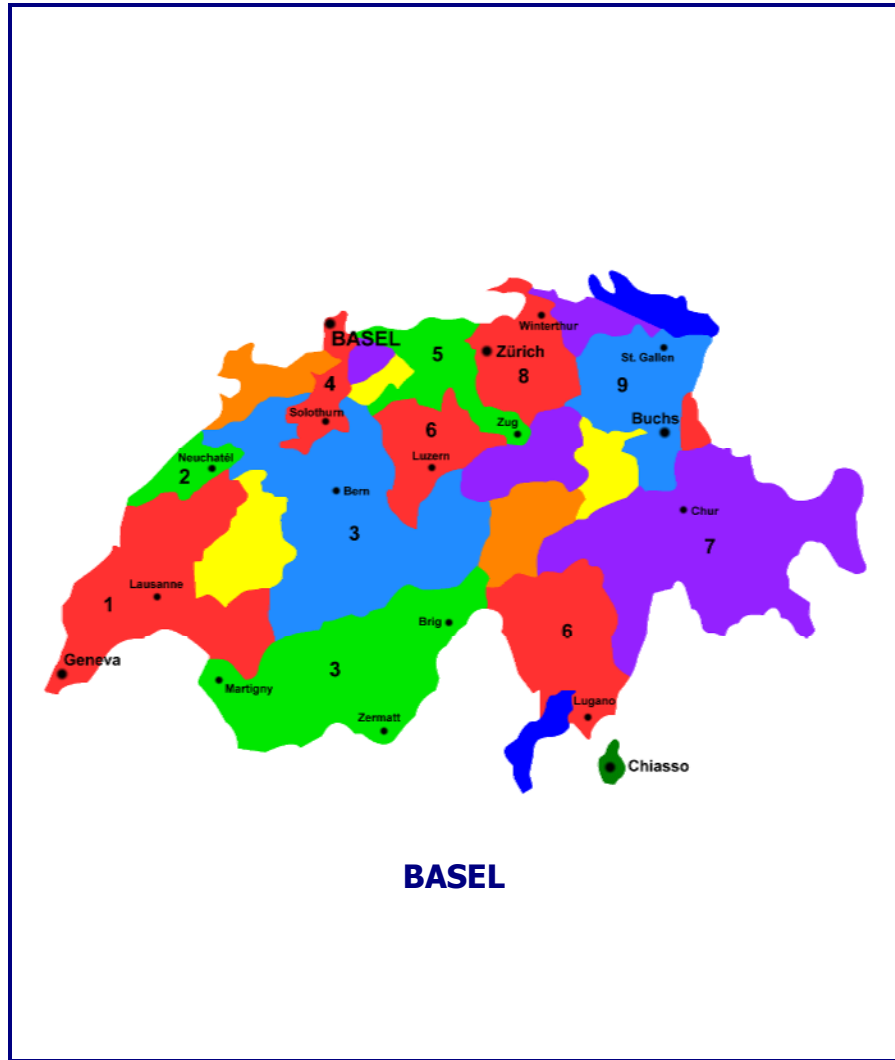 Winterthur
BASEL
Zürich
5
St. Gallen
8
4
9
Solothurn
Zug
6
Buchs
Neuchatél
Luzern
2
Bern
Chur
3
7
Lausanne
1
Brig
6
Geneva
3
Martigny
Lugano
Zermatt
Chiasso
BASEL